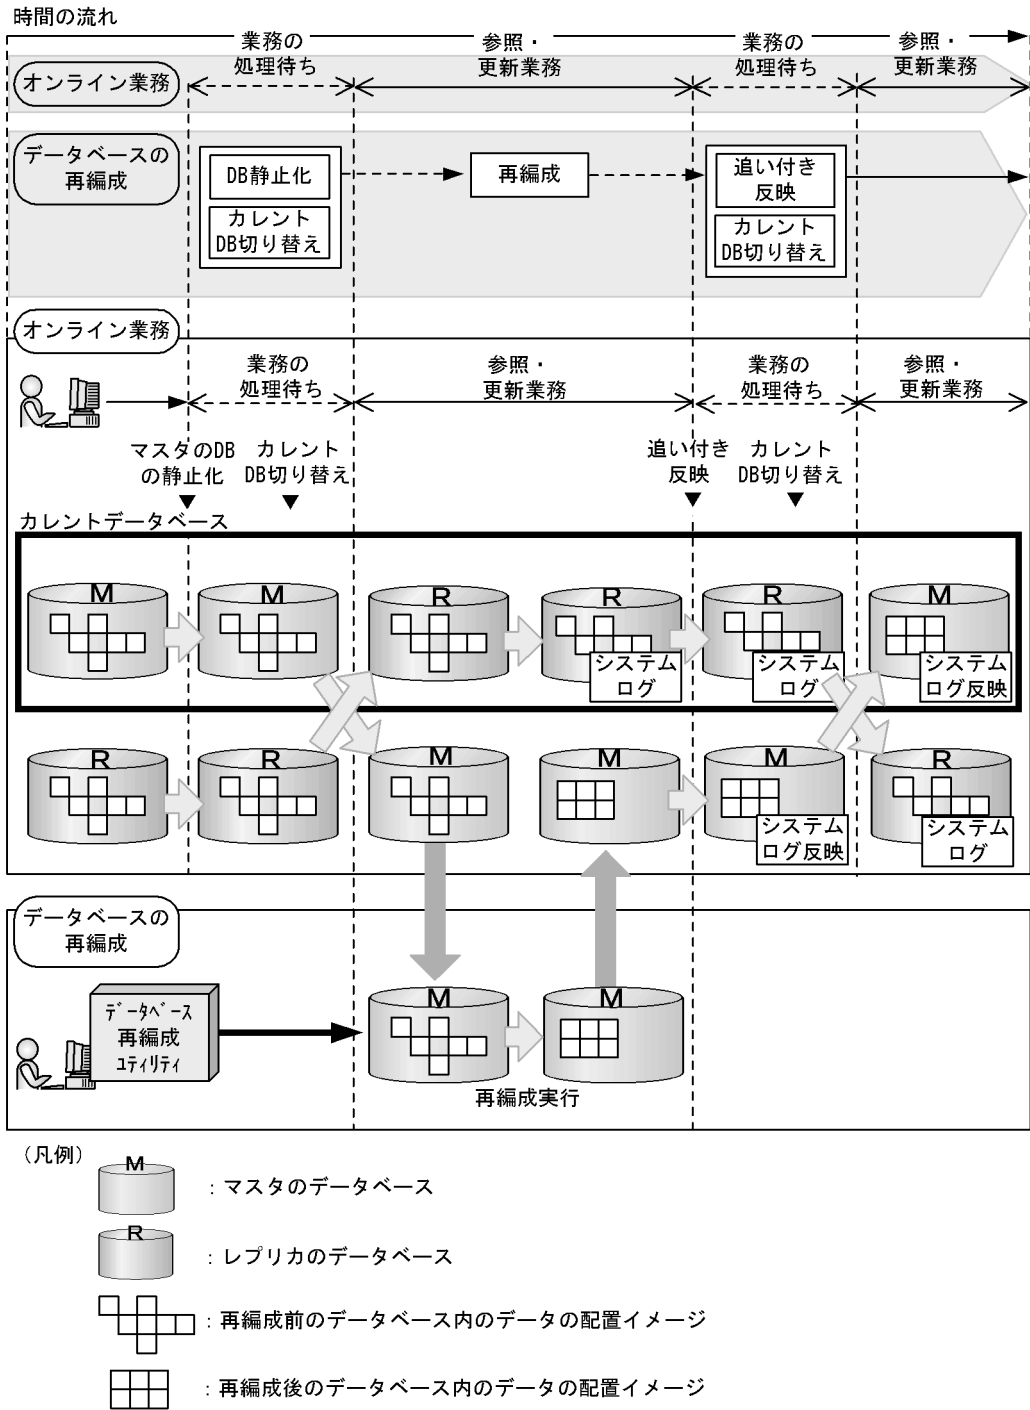 時間の流れ
業務の
処理待ち
参照・
更新業務
業務の
処理待ち
参照・
更新業務
オンライン業務
データベースの
再編成
DB静止化
カレント
DB切り替え
再編成
追い付き
反映
カレント
DB切り替え
オンライン業務
業務の
処理待ち
参照・
更新業務
業務の
処理待ち
参照・
更新業務
マスタのDB
の静止化
カレント
DB切り替え
追い付き
反映
カレント
DB切り替え
カレントデータベース
M
M
R
R
システム
ログ
R
システム
ログ
M
システム
ログ反映
R
R
M
M
M
システム
ログ反映
R
システム
ログ
データベースの
再編成
データベース
再編成
ユティリティ
M
M
再編成実行
(凡例)
M
:マスタのデータベース
R
:レプリカのデータベース
:再編成前のデータベース内のデータの配置イメージ
:再編成後のデータベース内のデータの配置イメージ